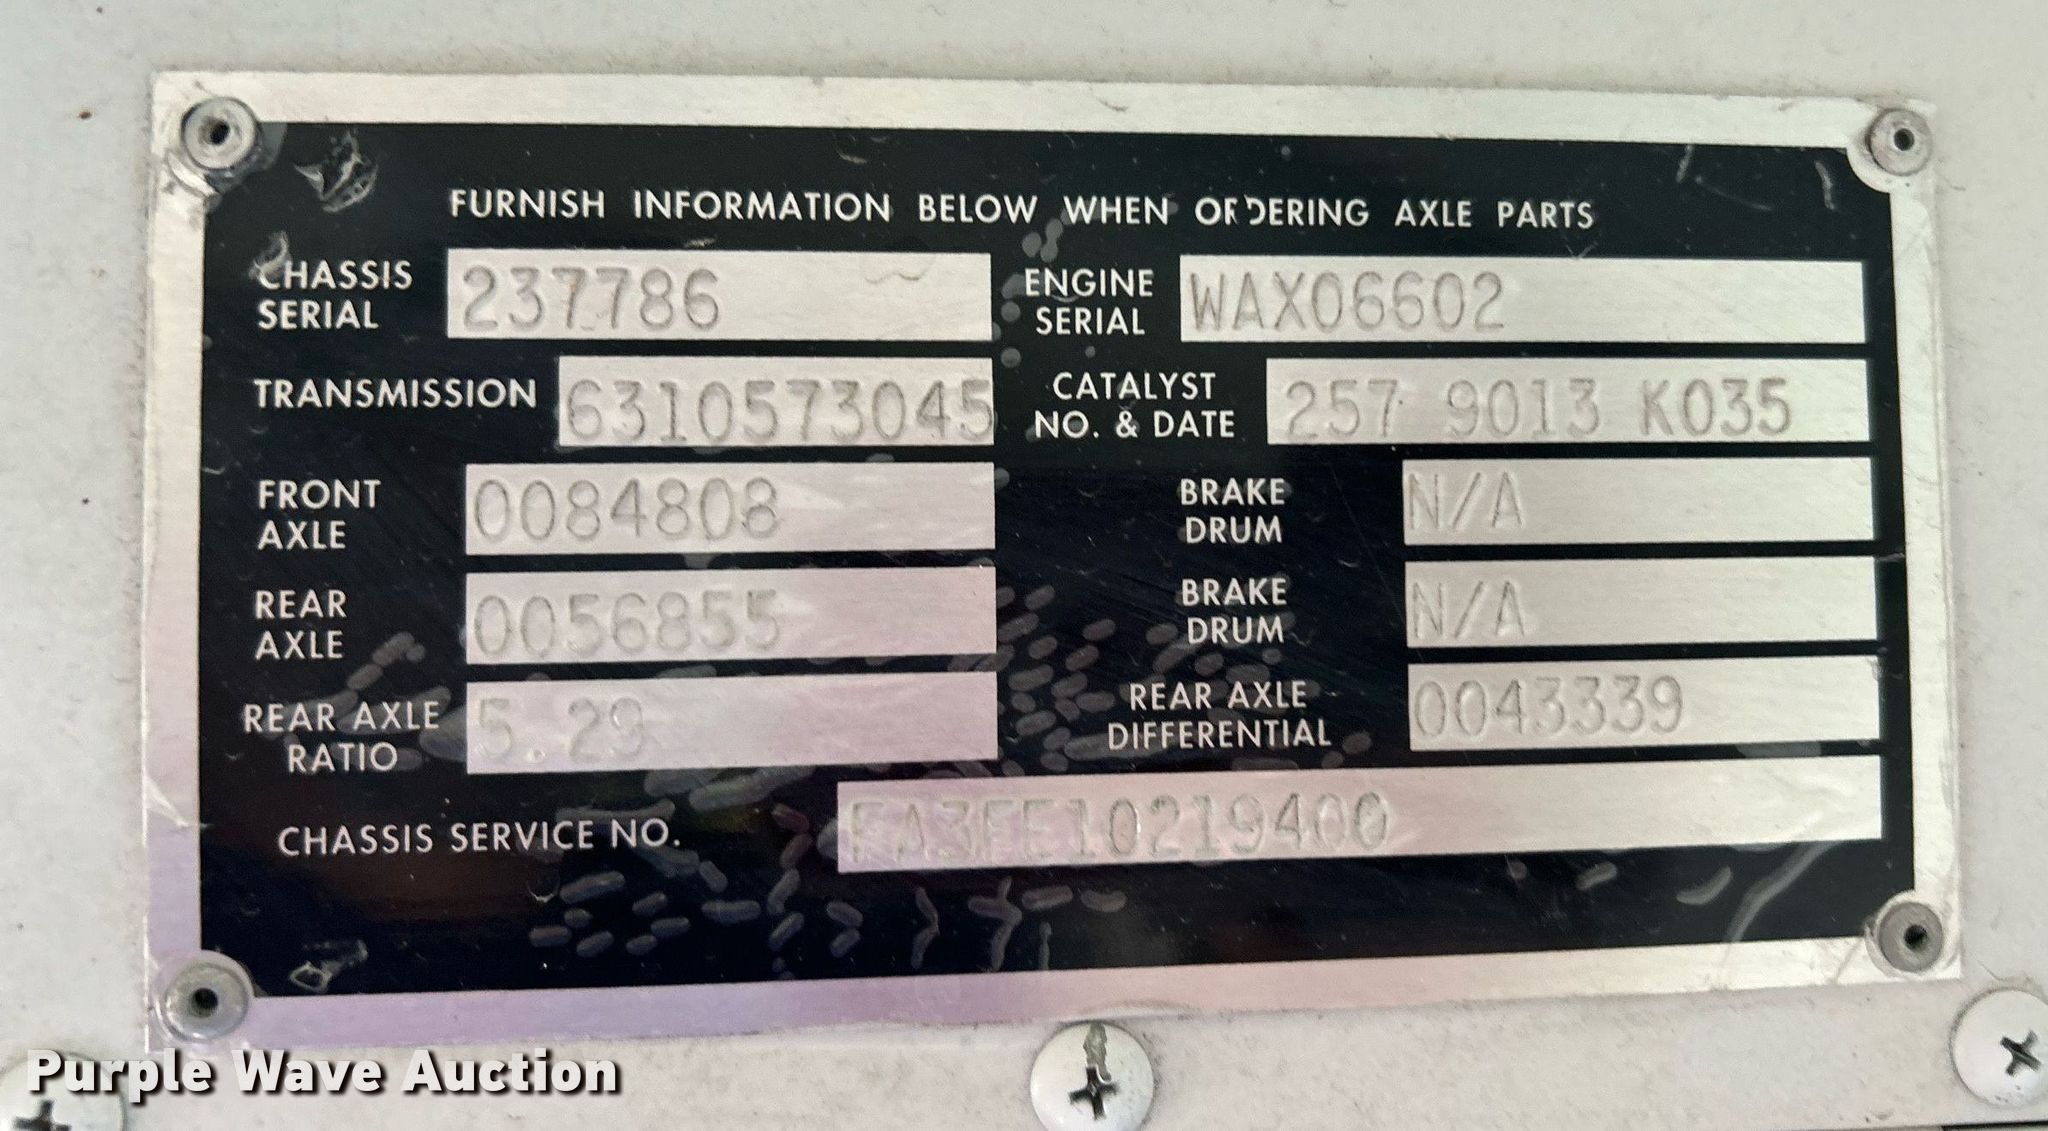 FURNISH INFORMATION BELOW WHEN ORDERING AXLE PARTS
CHASSIS SERIAL 237786
ENGINE SERIAL WAX06602
TRANSMISSION 6310573045
CATALYST NO. & DATE 257 9013 K035
FRONT AXLE 0084808
BRAKE DRUM N/A
REAR AXLE 0056855
BRAKE DRUM N/A
REAR AXLE RATIO 5.29
REAR AXLE DIFFERENTIAL 0043339
CHASSIS SERVICE NO. FA3FE10219400
Purple Wave Auction